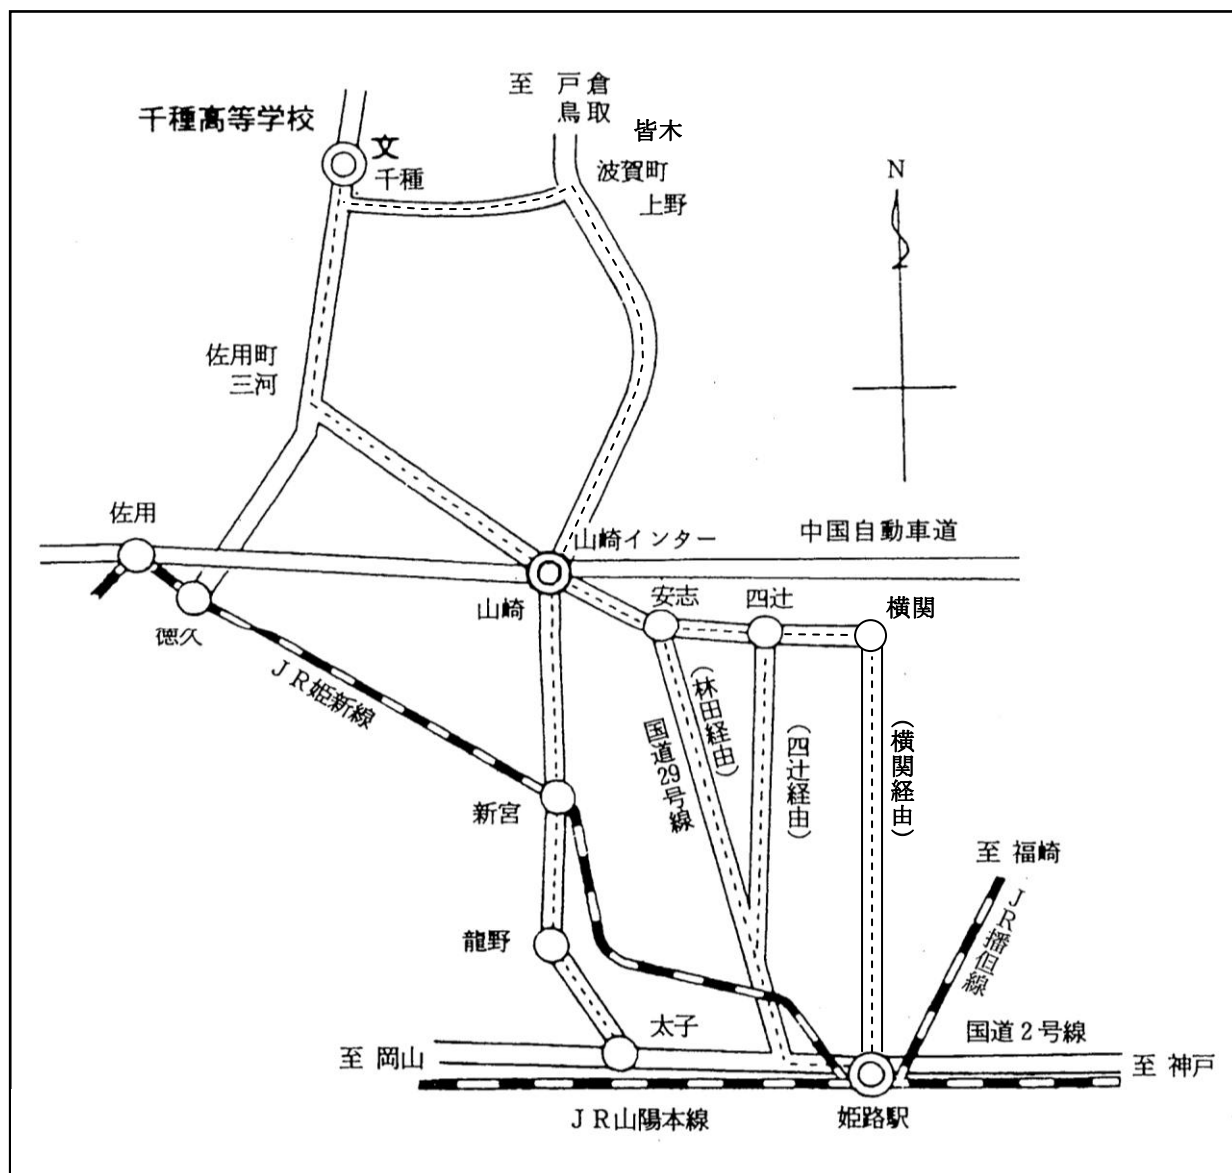 至 戸倉
鳥取
千種高等学校
皆木
文
千種
波賀町
上野
N
佐用町
三河
佐用
山崎インター
中国自動車道
山崎
安志
四辻
横関
徳久
JR姫新線
(林田経由)
国道29号線
(四辻経由)
(横関経由)
新宮
至 福崎
JR播但線
龍野
太子
国道2号線
至 岡山
至 神戸
JR山陽本線
姫路駅